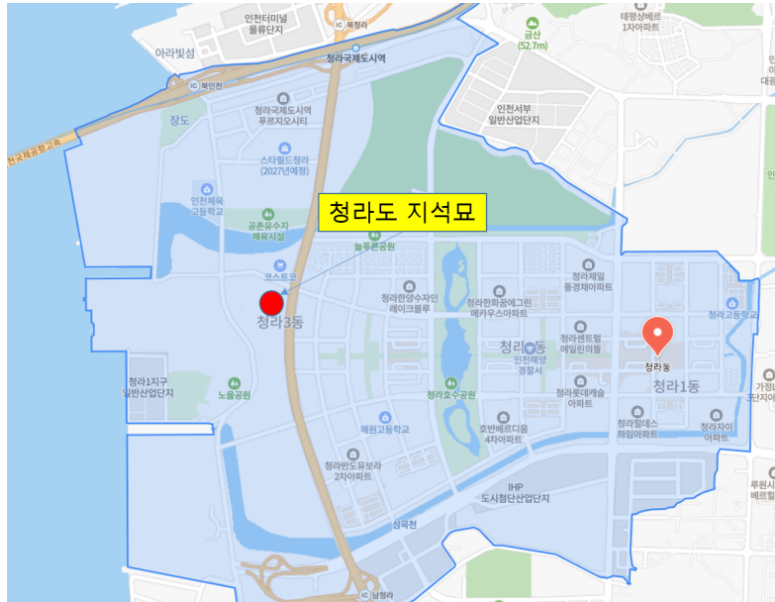 인천터미널
물류단지
IC 북청라
금산
(52.7m)
태평샹베르
1차아파트
아라빛섬
청라국제도시역
IC 북인천
인천서부
일반산업단지
장도
청라국제도시역
푸르지오시티
스타필드청라
(2027년예정)
인천체육
고등학교
공촌유수지
체육시설
청라도 지석묘
늘푸른공원
코스트코
청라3동
청라한양수자인
레이크블루
청라한화꿈에그린
에카우스아파트
청라제일
풍경채아파트
청라고등학교
청라센트럴
에일린의뜰
인천해양
경찰서
청라동
청라1동
청라1지구
일반산업단지
노을공원
청라호수공원
청라롯데캐슬
아파트
해원고등학교
호반베르디움
4차아파트
청라힐데스
하임아파트
청라자이
아파트
청라반도유보라
2차아파트
IHP
도시첨단산업단지
심곡천
IC 남청라